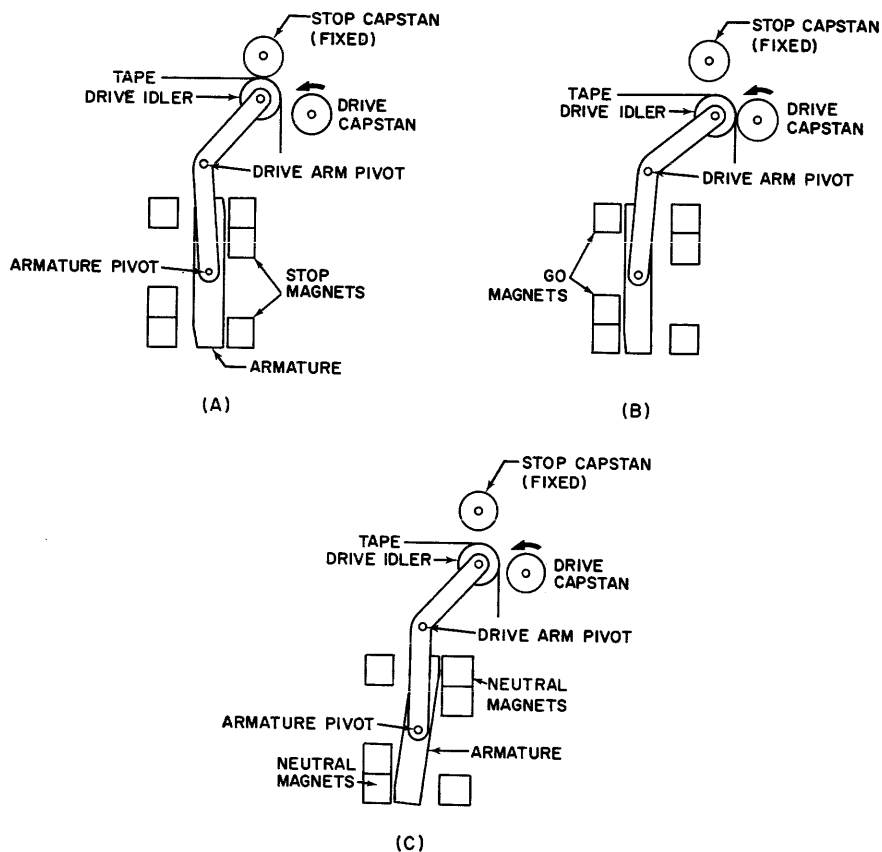 STOP CAPSTAN
(FIXED)
TAPE
DRIVE IDLER
DRIVE
CAPSTAN
DRIVE ARM PIVOT
ARMATURE PIVOT
STOP
MAGNETS
ARMATURE
(A)
STOP CAPSTAN
(FIXED)
TAPE
DRIVE IDLER
DRIVE
CAPSTAN
DRIVE ARM PIVOT
GO
MAGNETS
(B)
STOP CAPSTAN
(FIXED)
TAPE
DRIVE IDLER
DRIVE
CAPSTAN
DRIVE ARM PIVOT
NEUTRAL
MAGNETS
ARMATURE PIVOT
ARMATURE
NEUTRAL
MAGNETS
(C)